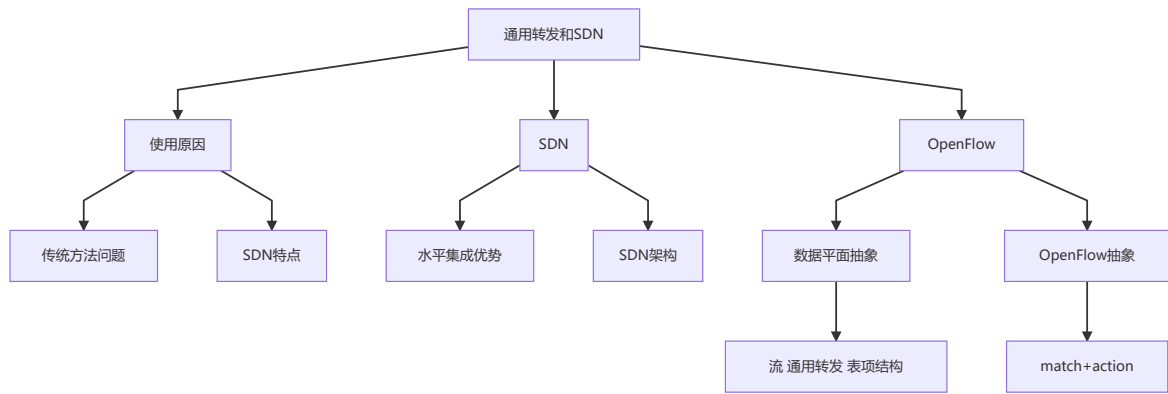 通用转发和SDN
使用原因
SDN
OpenFlow
传统方法问题
SDN特点
水平集成优势
SDN架构
数据平面抽象
OpenFlow抽象
流 通用转发 表项结构
match+action